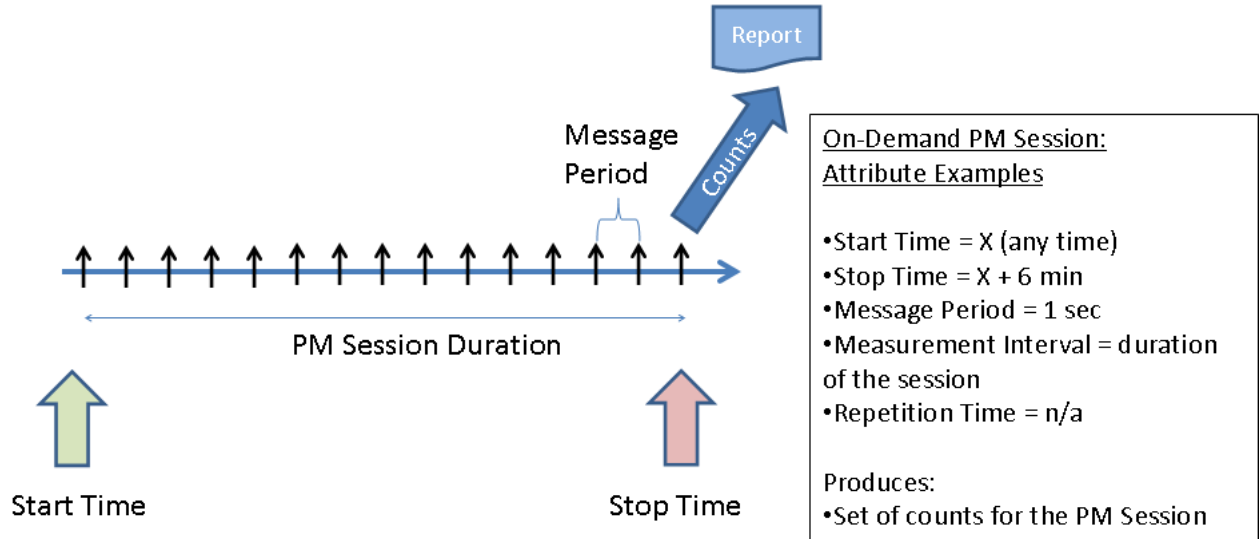 Report
Counts
Message
Period
PM Session Duration
Start Time
Stop Time
On-Demand PM Session:
Attribute Examples
•Start Time = X (any time)
•Stop Time = X + 6 min
•Message Period = 1 sec
•Measurement Interval = duration
of the session
•Repetition Time = n/a
Produces:
•Set of counts for the PM Session